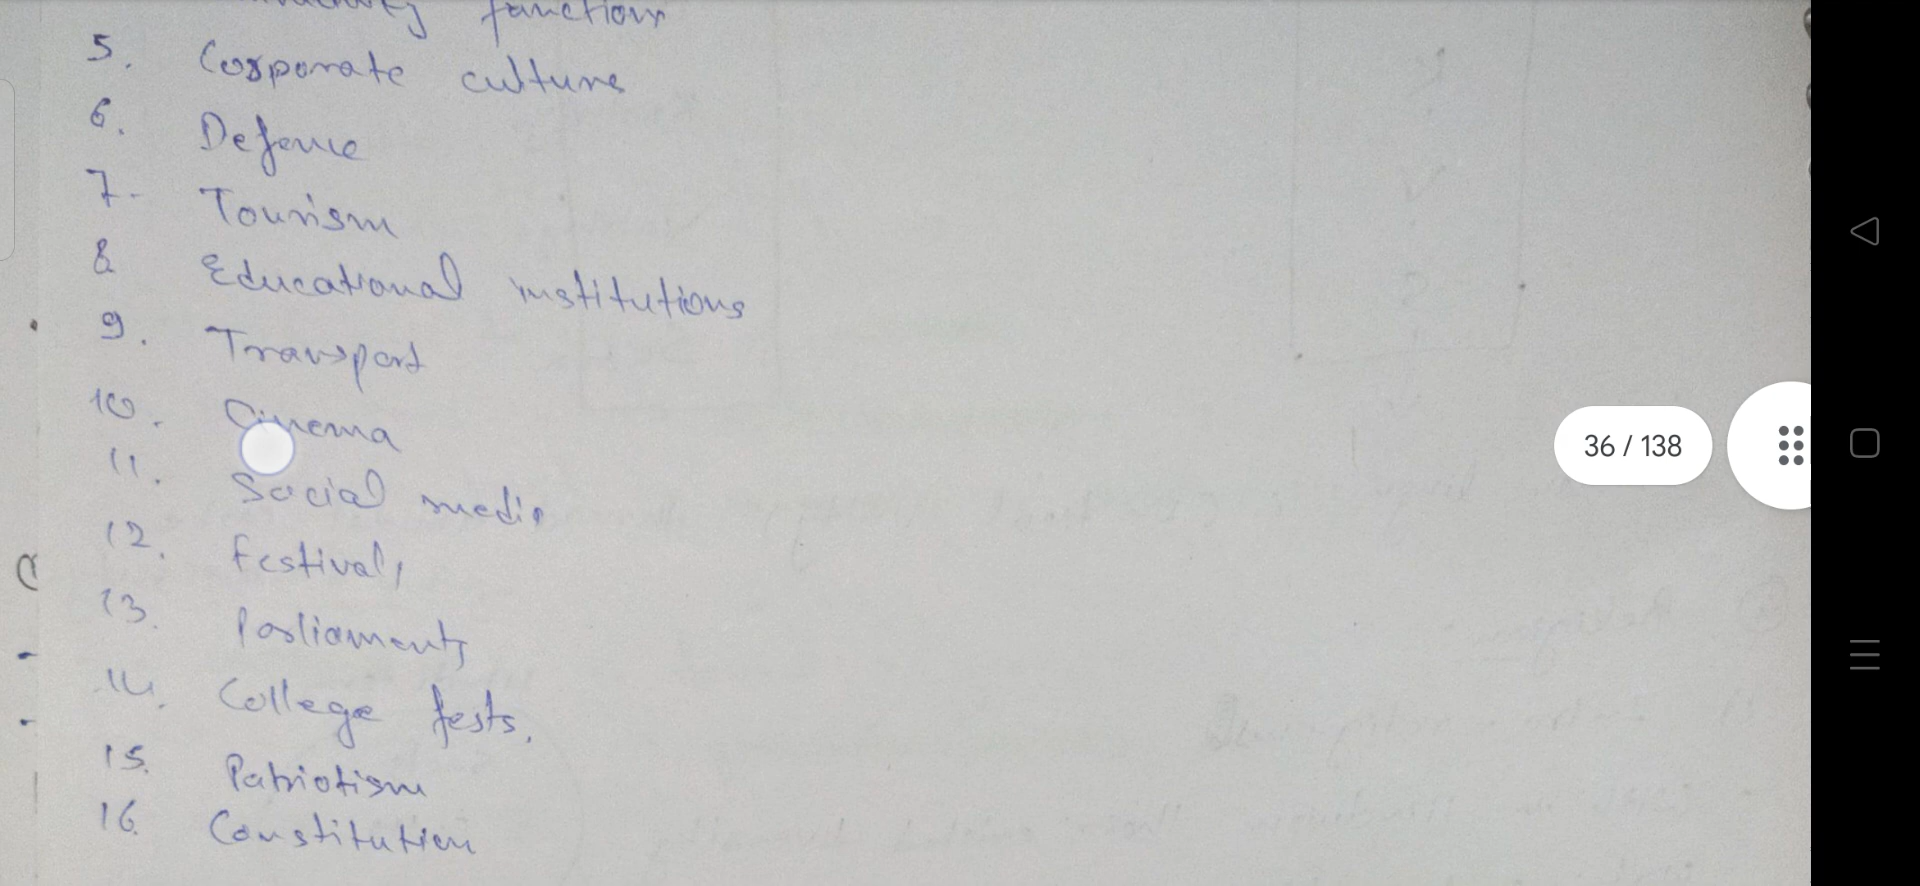 functions
5. Corporate culture
6. Defence
7. Tourism
8 Educational institutions
9. Transport
10. Cinema
11. Social media
12. Festivals
13. Parliaments
14. College fests.
15. Patriotism
16 Constitution
36 / 138